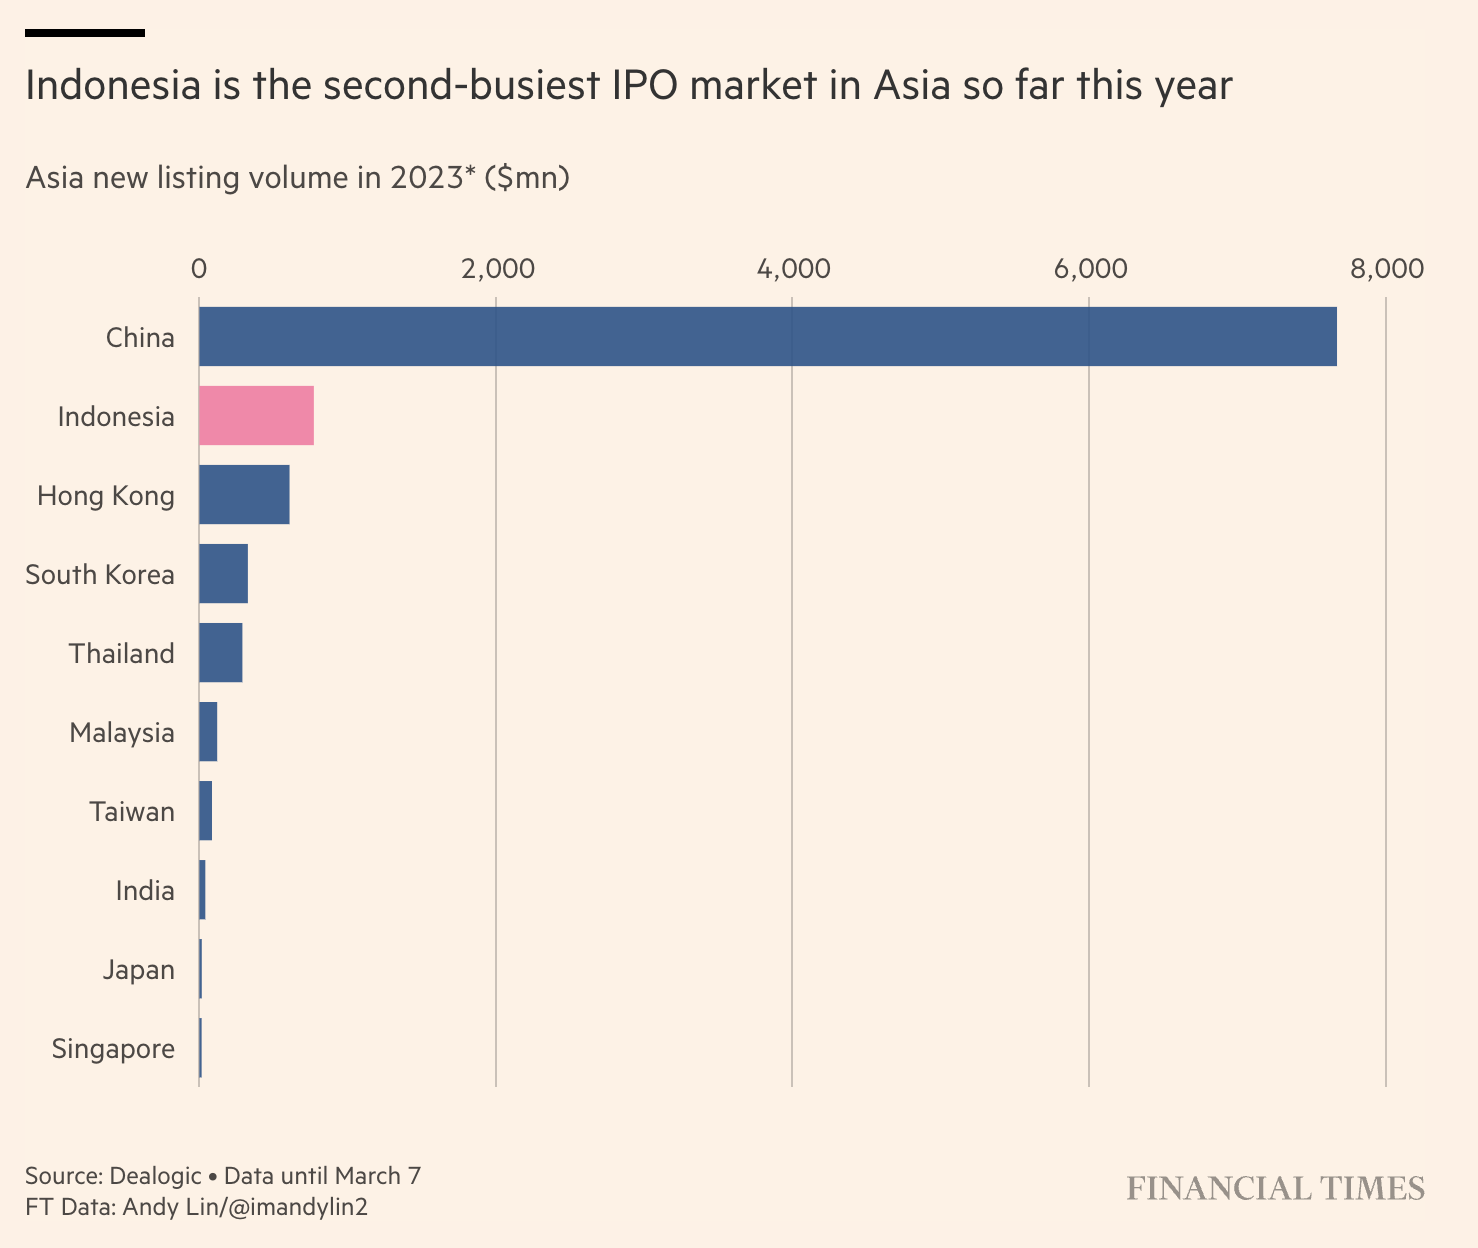 Indonesia is the second-busiest IPO market in Asia so far this year
Asia new listing volume in 2023* ($mn)
0 2,000 4,000 6,000 8,000
China
Indonesia
Hong Kong
South Korea
Thailand
Malaysia
Taiwan
India
Japan
Singapore
Source: Dealogic • Data until March 7
FT Data: Andy Lin/@imandylin2
FINANCIAL TIMES